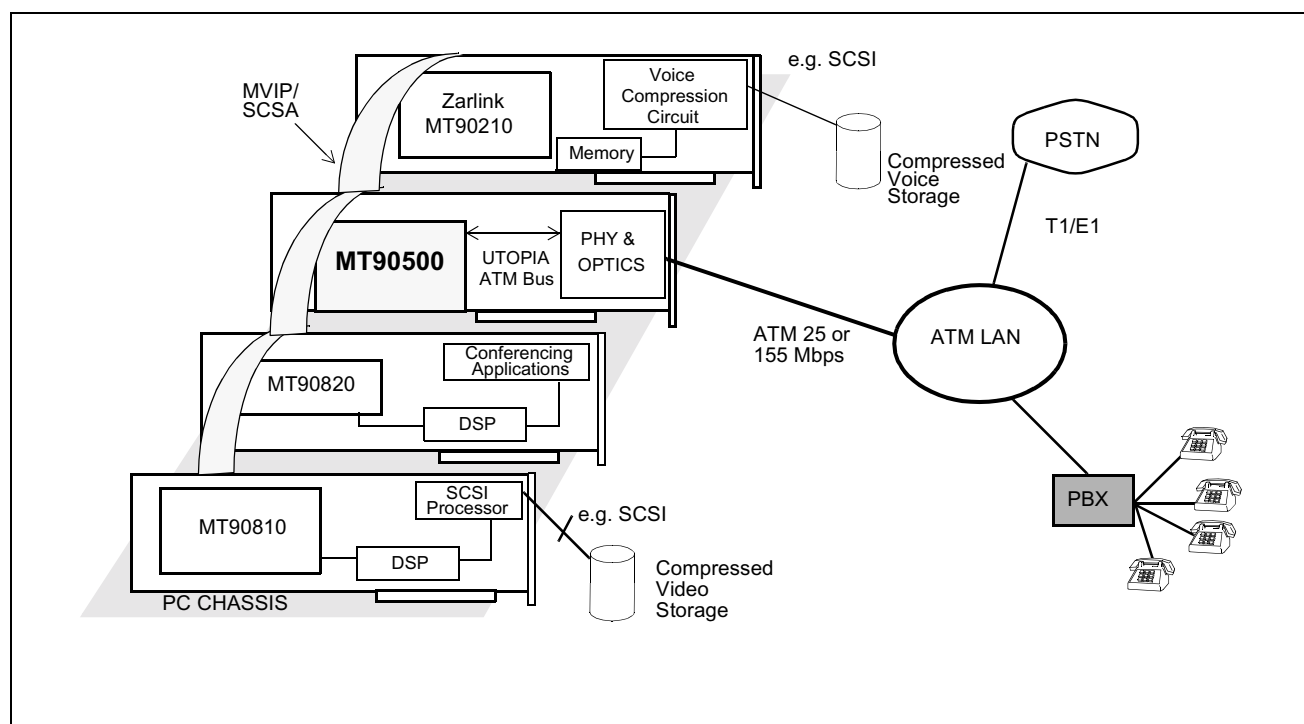 MVIP/
SCSA
Zarlink
MT90210
Voice
Compression
Circuit
Memory
e.g. SCSI
Compressed
Voice
Storage
PSTN
T1/E1
MT90500
UTOPIA
ATM Bus
PHY &
OPTICS
ATM 25 or
155 Mbps
ATM LAN
MT90820
Conferencing
Applications
DSP
PBX
MT90810
SCSI
Processor
DSP
e.g. SCSI
Compressed
Video
Storage
PC CHASSIS